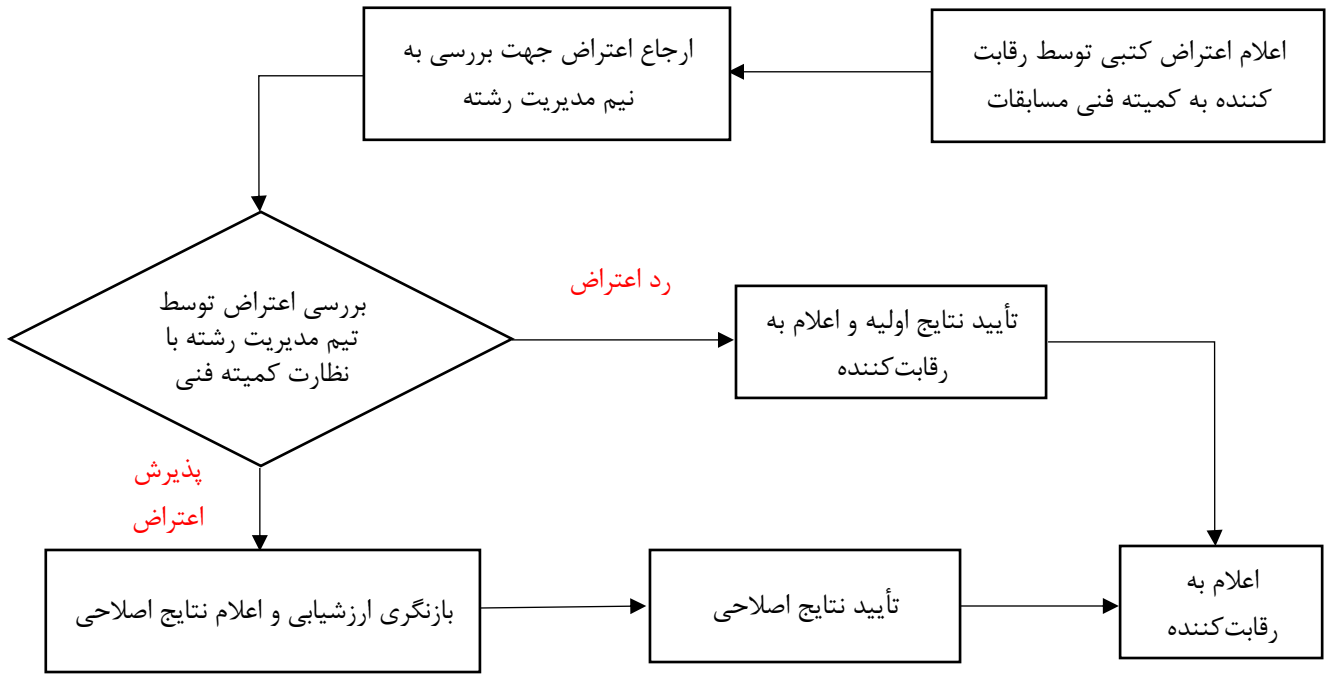 اعلام اعتراض کتبی توسط رقابت
کننده به کمیته فنی مسابقات
ارجاع اعتراض جهت بررسی به
نیم مدیریت رشته
بررسی اعتراض توسط
تیم مدیریت رشته با
نظارت کمیته فنی
رد اعتراض
تأیید نتایج اولیه و اعلام به
رقابت‌کننده
پذیرش
اعتراض
بازنگری ارزشیابی و اعلام نتایج اصلاحی
تأیید نتایج اصلاحی
اعلام به
رقابت‌کننده